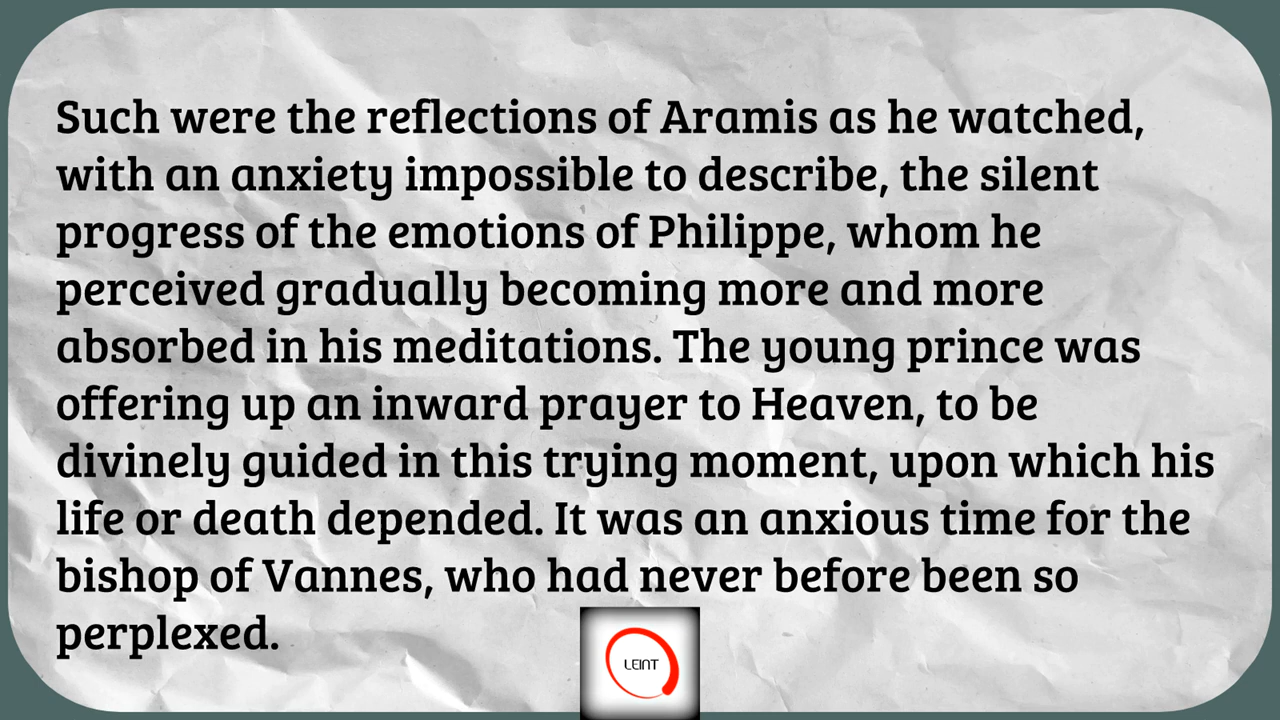 Such were the reflections of Aramis as he watched,
with an anxiety impossible to describe, the silent
progress of the emotions of Philippe, whom he
perceived gradually becoming more and more
absorbed in his meditations. The young prince was
offering up an inward prayer to Heaven, to be
divinely guided in this trying moment, upon which his
life or death depended. It was an anxious time for the
bishop of Vannes, who had never before been so
perplexed.
LEINT